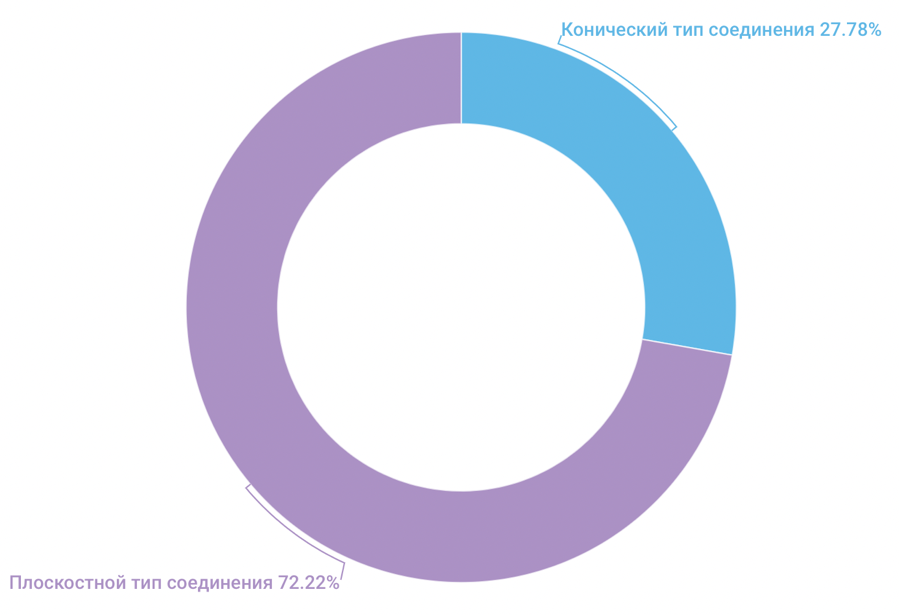 Конический тип соединения 27.78%
Плоскостной тип соединения 72.22%